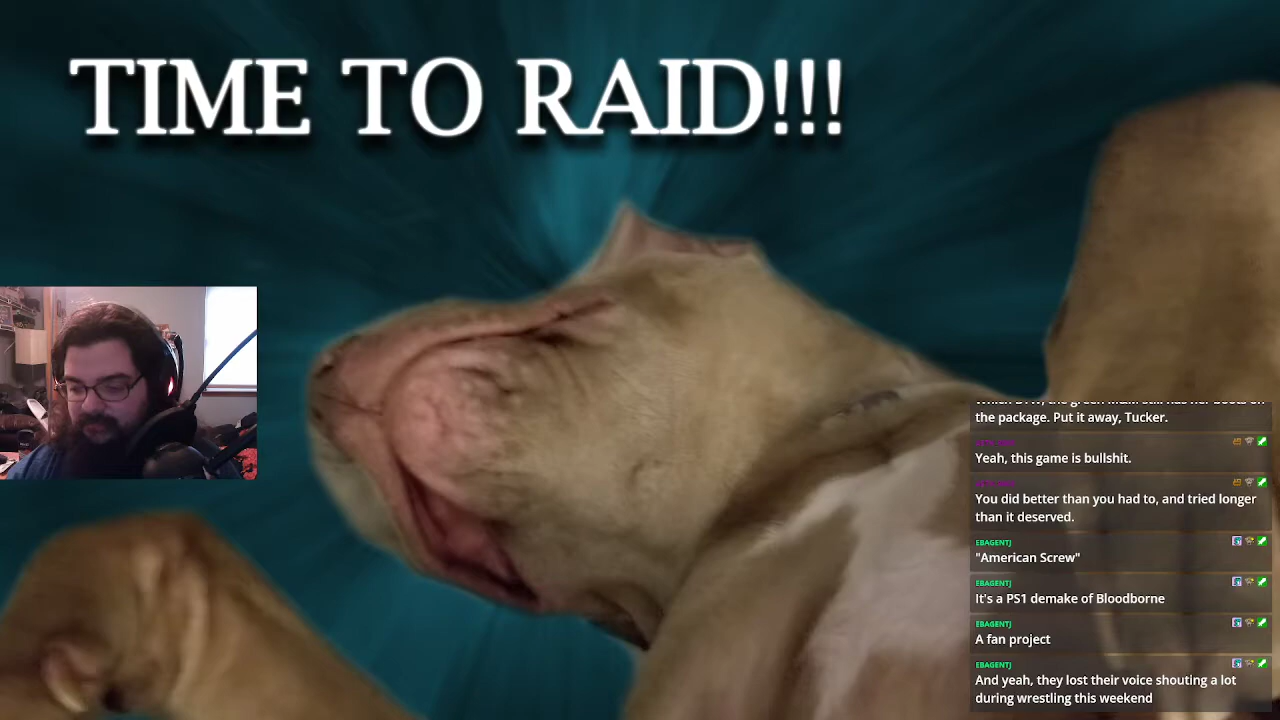 TIME TO RAID!!!
the package. Put it away, Tucker.
Yeah, this game is bullshit.
You did better than you had to, and tried longer
than it deserved.
EBAGENTJ
"American Screw"
EBAGENTJ
It's a PS1 demake of Bloodborne
EBAGENTJ
A fan project
EBAGENTJ
And yeah, they lost their voice shouting a lot
during wrestling this weekend